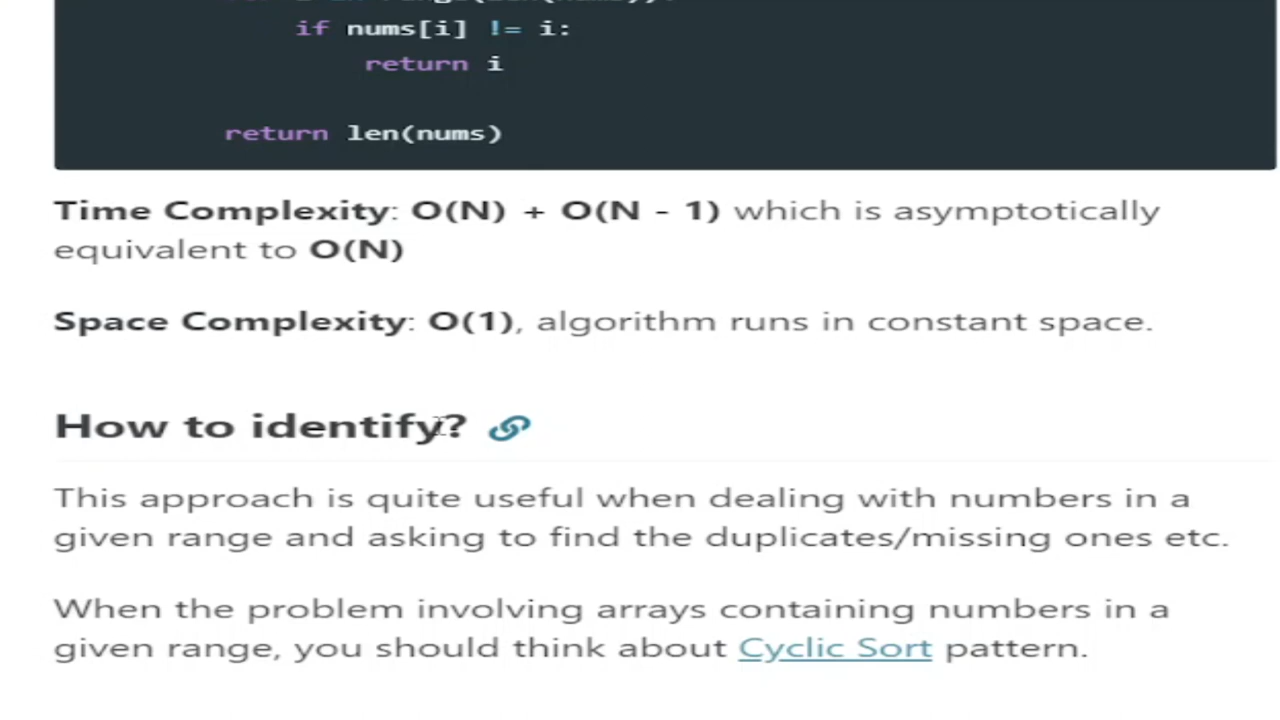 if nums[i] != i:
return i
return len(nums)
Time Complexity: O(N) + O(N - 1) which is asymptotically
equivalent to O(N)
Space Complexity: O(1), algorithm runs in constant space.
How to identify?
This approach is quite useful when dealing with numbers in a
given range and asking to find the duplicates/missing ones etc.
When the problem involving arrays containing numbers in a
given range, you should think about Cyclic Sort pattern.